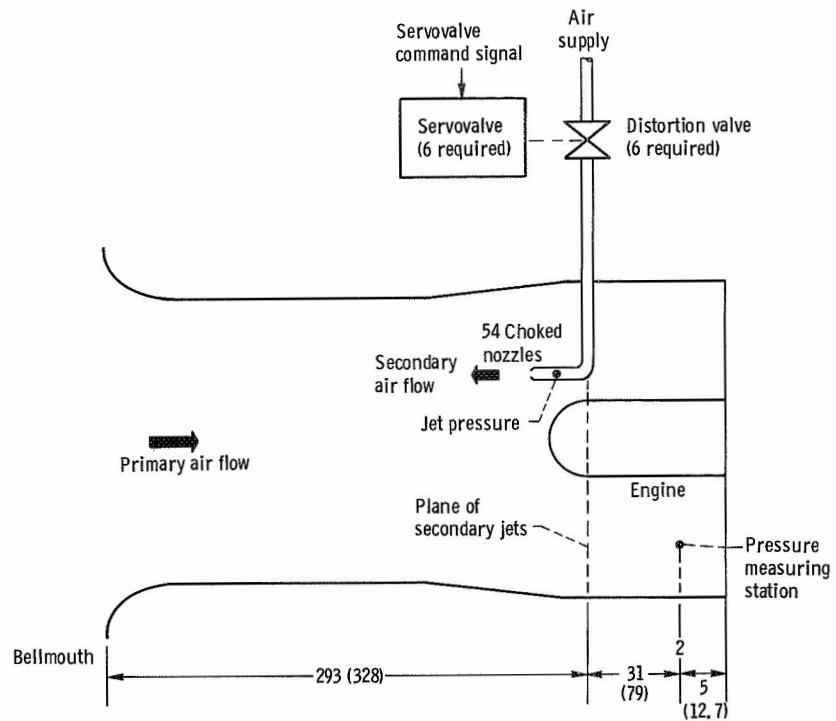 Air
supply
Servovalve
command signal
Servovalve
(6 required)
Distortion valve
(6 required)
54 Choked
nozzles
Secondary
air flow
Jet pressure
Primary air flow
Engine
Plane of
secondary jets
Pressure
measuring
station
2
Bellmouth
293 (328)
31
(79)
5
(12.7)